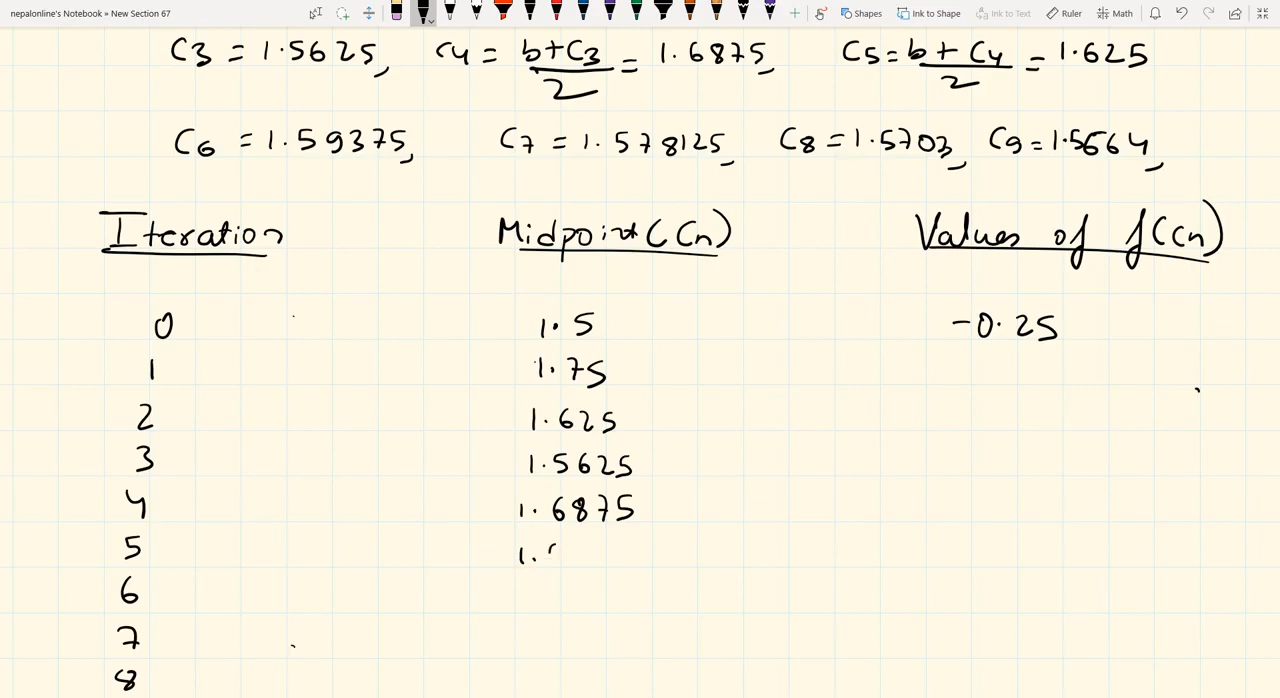 nepalonline's Notebook » New Section 67
Shapes Ink to Shape Ink to Text Ruler Math
C3 = 1.5625, C4 = b+C3/2 = 1.6875, C5 = b+C4/2 = 1.625
C6 = 1.59375, C7 = 1.578125, C8 = 1.5703, C9 = 1.5664,
Iteration Midpoint (Cn) Values of f(Cn)
0 1.5 -0.25
1 1.75
2 1.625
3 1.5625
4 1.6875
5 1.
6
7
8